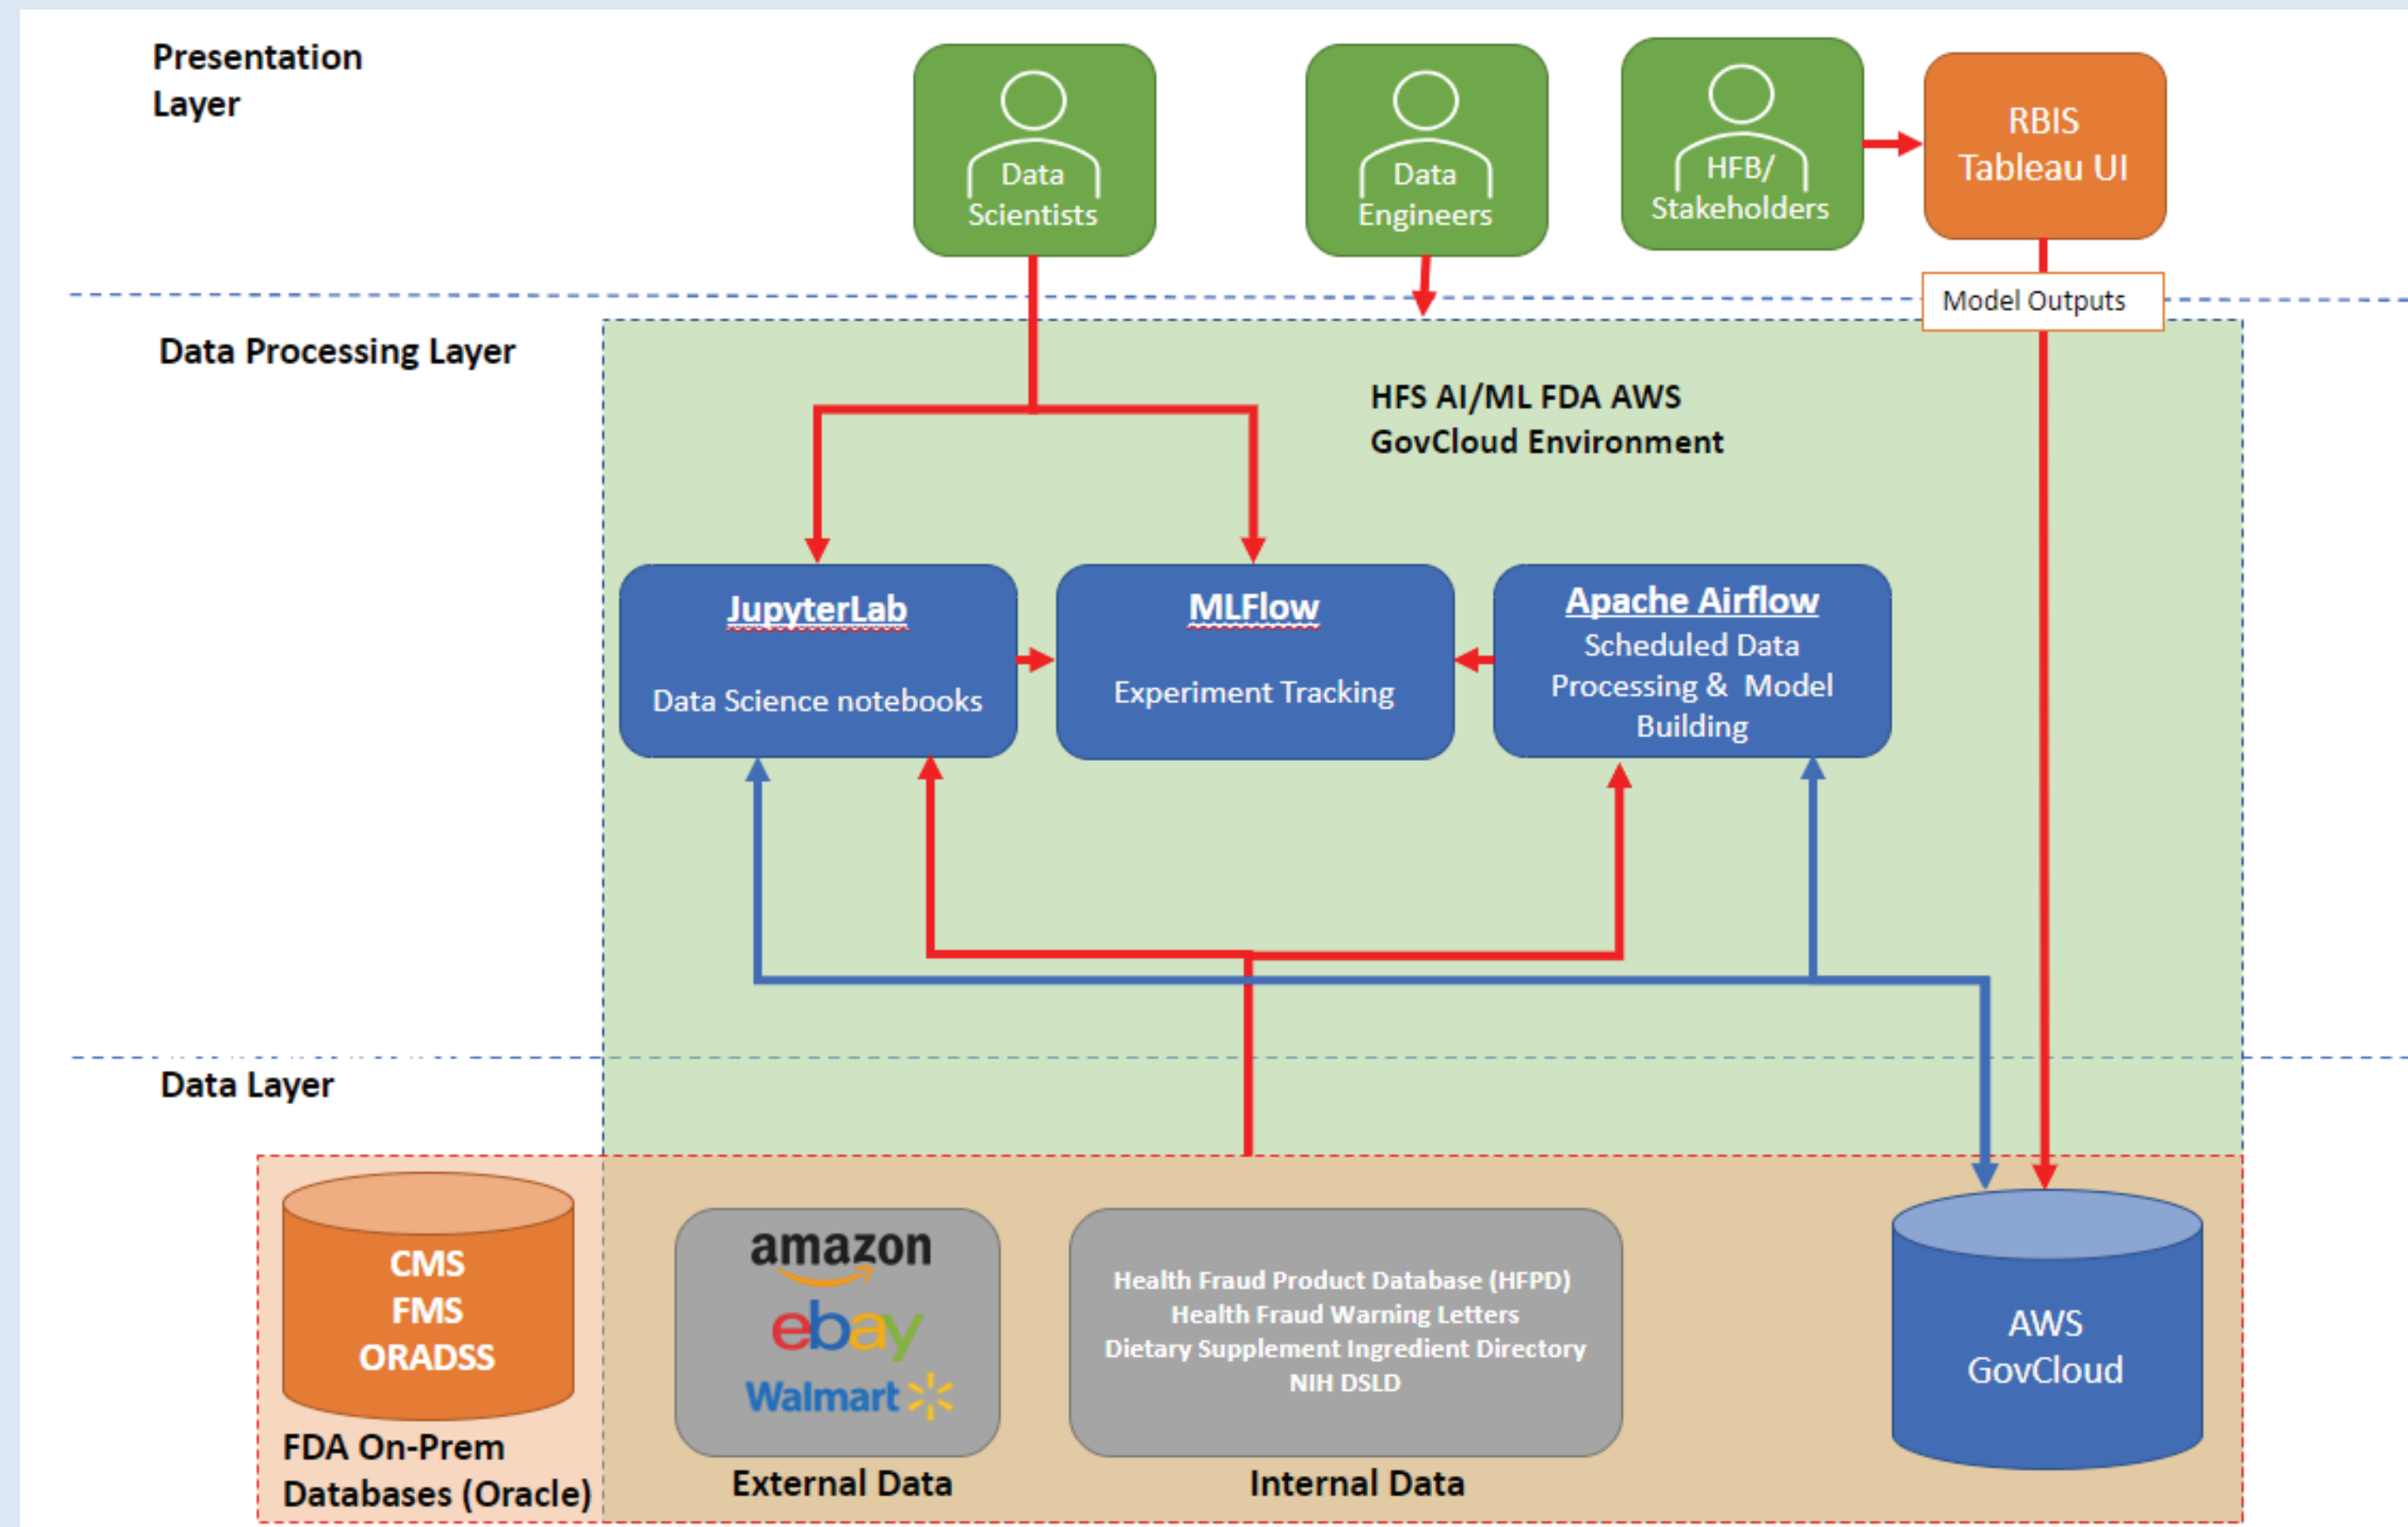 Presentation
Layer
Data
Scientists
Data
Engineers
HFB/
Stakeholders
RBIS
Tableau UI
Model Outputs
Data Processing Layer
HFS AI/ML FDA AWS
GovCloud Environment
JupyterLab
Data Science notebooks
MLFlow
Experiment Tracking
Apache Airflow
Scheduled Data
Processing & Model
Building
Data Layer
CMS
FMS
ORADSS
FDA On-Prem
Databases (Oracle)
amazon
ebay
Walmart
External Data
Health Fraud Product Database (HFPD)
Health Fraud Warning Letters
Dietary Supplement Ingredient Directory
NIH DSLD
Internal Data
AWS
GovCloud